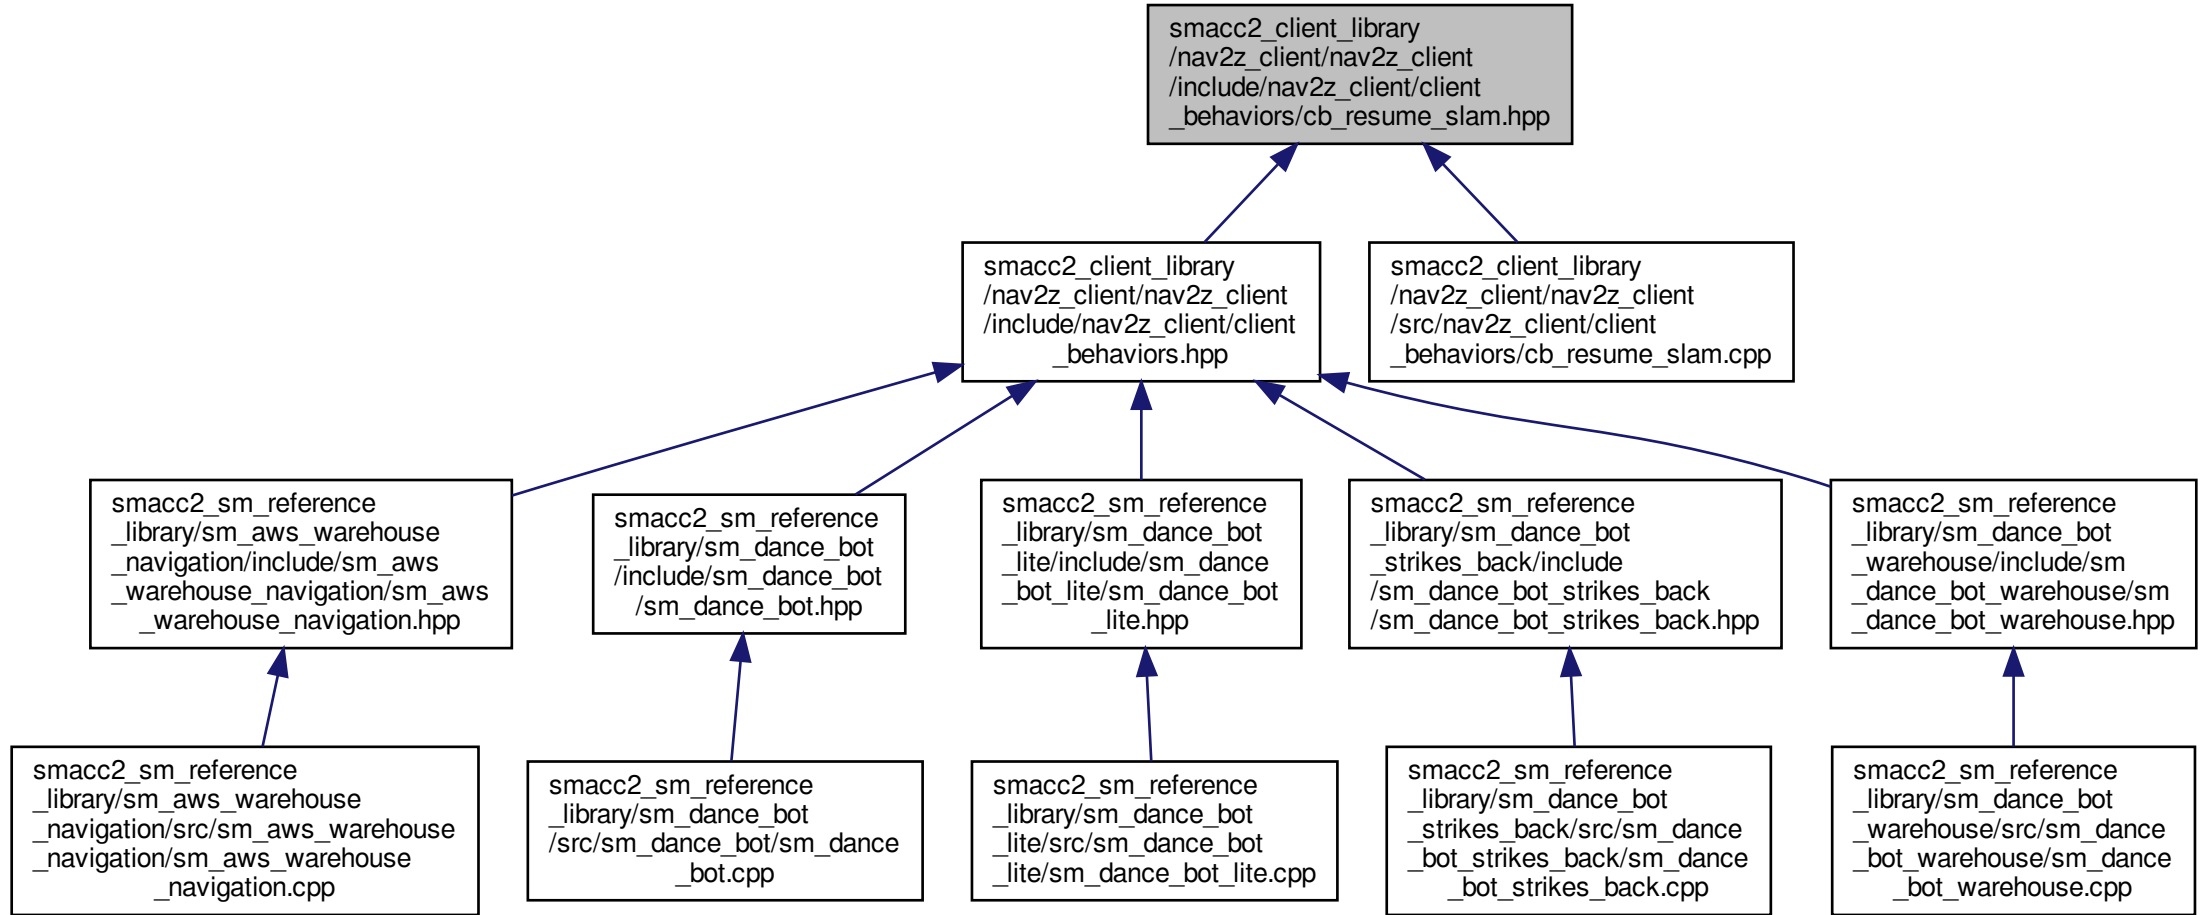 smacc2_client_library
/nav2z_client/nav2z_client
/include/nav2z_client/client
_behaviors/cb_resume_slam.hpp
smacc2_client_library
/nav2z_client/nav2z_client
/include/nav2z_client/client
_behaviors.hpp
smacc2_client_library
/nav2z_client/nav2z_client
/src/nav2z_client/client
_behaviors/cb_resume_slam.cpp
smacc2_sm_reference
_library/sm_aws_warehouse
_navigation/include/sm_aws
_warehouse_navigation/sm_aws
_warehouse_navigation.hpp
smacc2_sm_reference
_library/sm_dance_bot
/include/sm_dance_bot
/sm_dance_bot.hpp
smacc2_sm_reference
_library/sm_dance_bot
_lite/include/sm_dance
_bot_lite/sm_dance_bot
_lite.hpp
smacc2_sm_reference
_library/sm_dance_bot
_strikes_back/include
/sm_dance_bot_strikes_back
/sm_dance_bot_strikes_back.hpp
smacc2_sm_reference
_library/sm_dance_bot
_warehouse/include/sm
_dance_bot_warehouse/sm
_dance_bot_warehouse.hpp
smacc2_sm_reference
_library/sm_aws_warehouse
_navigation/src/sm_aws_warehouse
_navigation/sm_aws_warehouse
_navigation.cpp
smacc2_sm_reference
_library/sm_dance_bot
/src/sm_dance_bot/sm_dance
_bot.cpp
smacc2_sm_reference
_library/sm_dance_bot
_lite/src/sm_dance_bot
_lite/sm_dance_bot_lite.cpp
smacc2_sm_reference
_library/sm_dance_bot
_strikes_back/src/sm_dance
_bot_strikes_back/sm_dance
_bot_strikes_back.cpp
smacc2_sm_reference
_library/sm_dance_bot
_warehouse/src/sm_dance
_bot_warehouse/sm_dance
_bot_warehouse.cpp